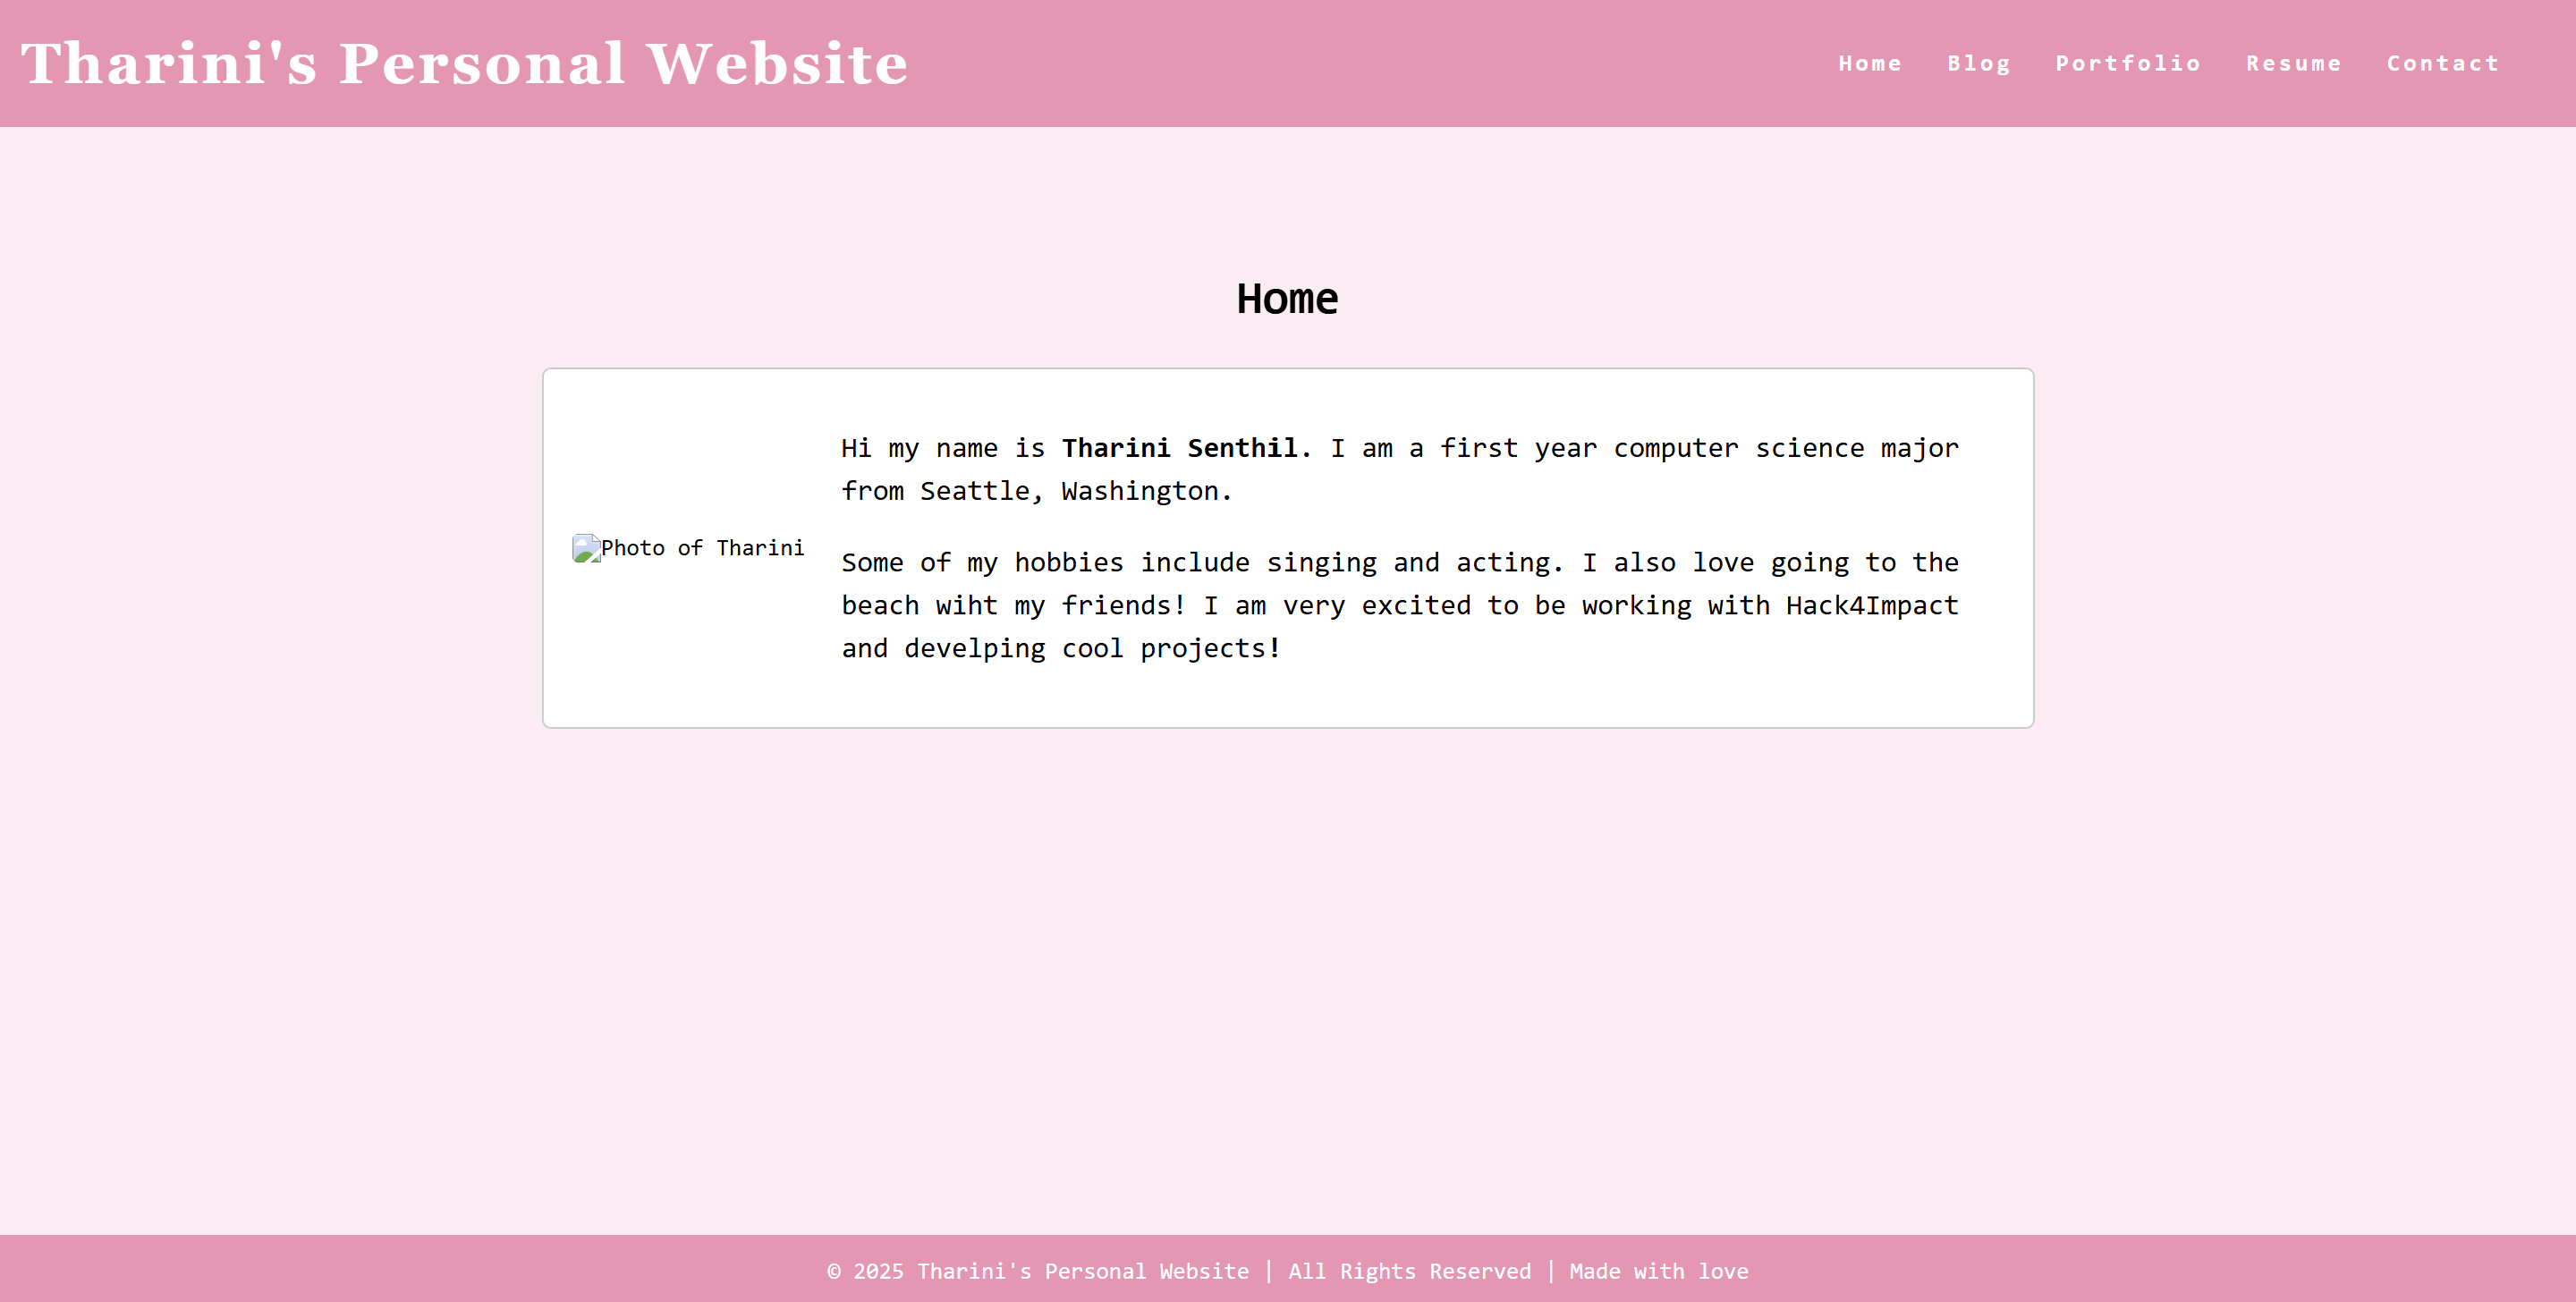 Tharini's Personal Website
Home Blog Portfolio Resume Contact
Home
Hi my name is Tharini Senthil. I am a first year computer science major
from Seattle, Washington.
Photo of Tharini
Some of my hobbies include singing and acting. I also love going to the
beach wiht my friends! I am very excited to be working with Hack4Impact
and develping cool projects!
© 2025 Tharini's Personal Website | All Rights Reserved | Made with love